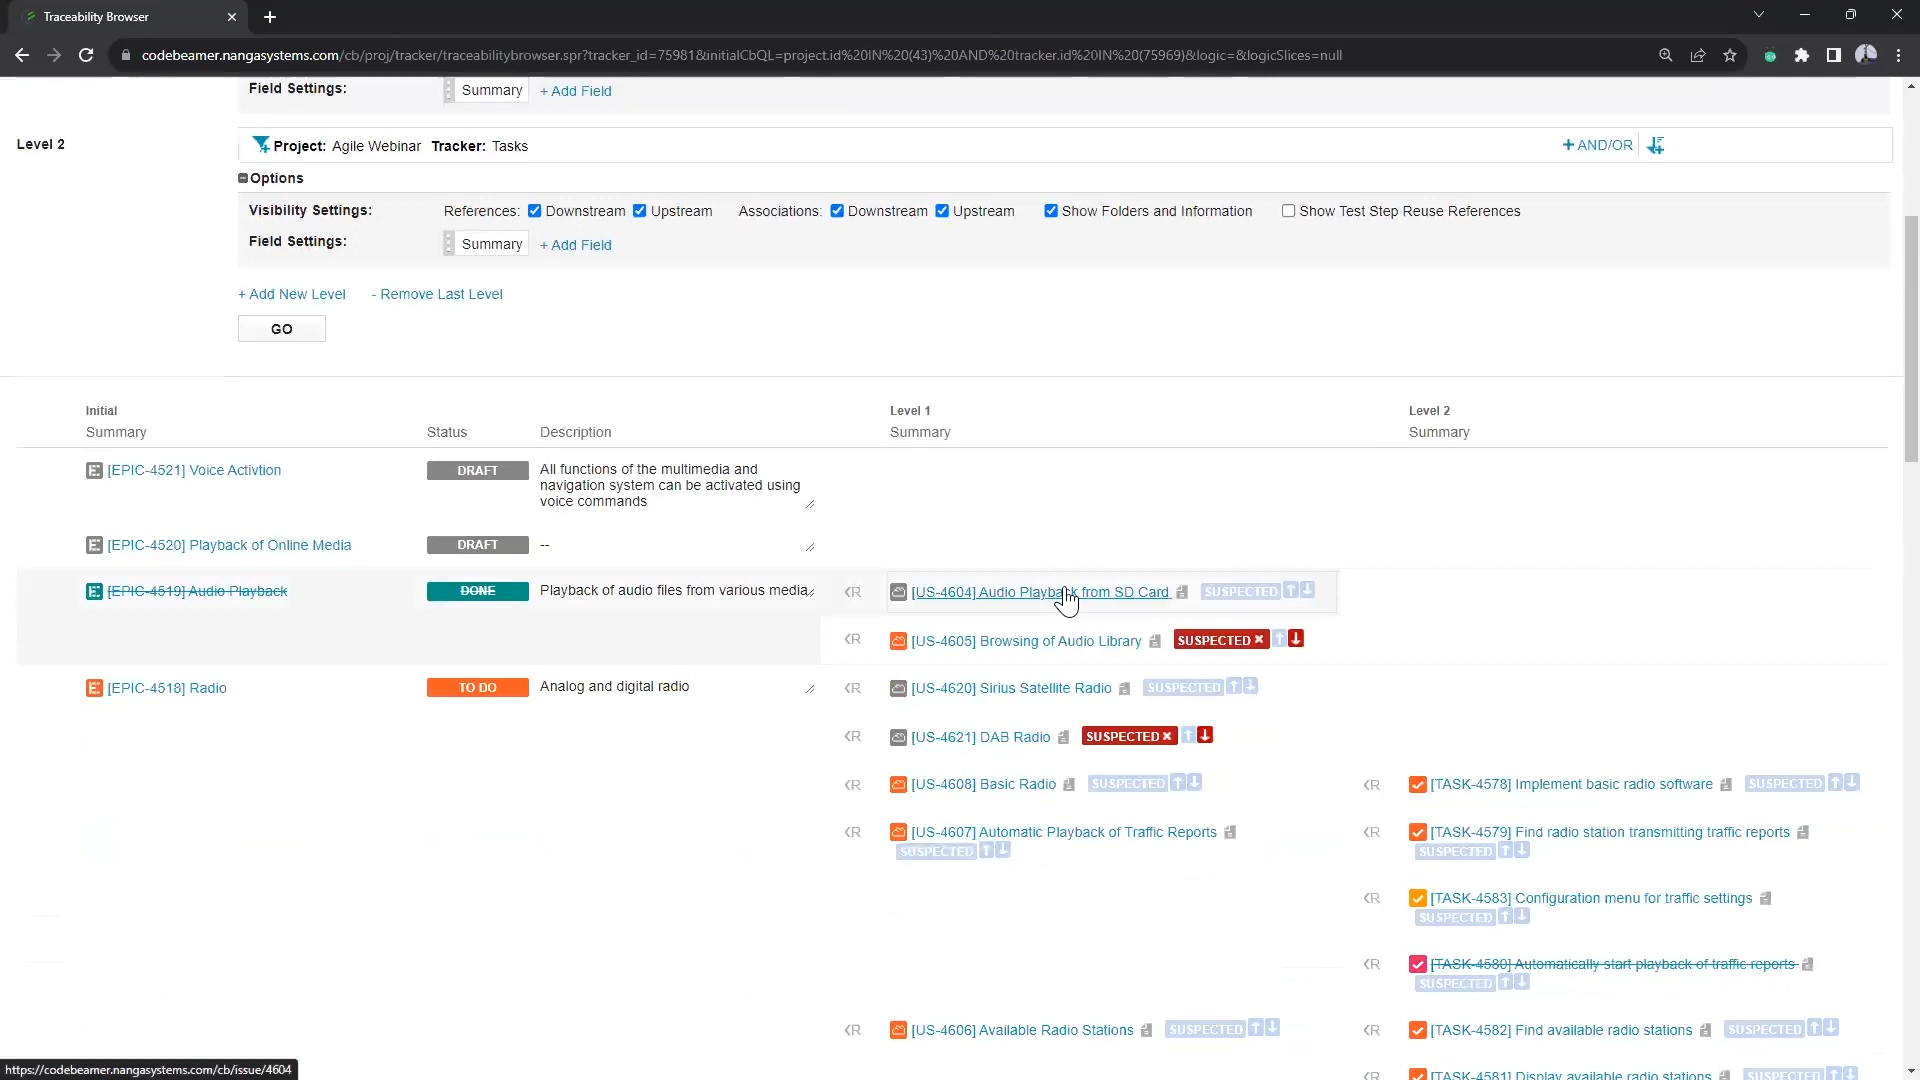 Traceability Browser
codebeamer.nangasystems.com/cb/proj/tracker/traceabilitybrowser.spr?tracker_id=75981&initialCbQL=project.id%20IN%20(43)%20AND%20tracker.id%20IN%20(75969)&logic=&logicSlices=null
Field Settings: Summary + Add Field
Level 2 Project: Agile Webinar Tracker: Tasks + AND/OR
Options
Visibility Settings: References: Downstream Upstream Associations: Downstream Upstream Show Folders and Information Show Test Step Reuse References
Field Settings: Summary + Add Field
+ Add New Level - Remove Last Level
GO
Initial Level 1 Level 2
Summary Status Description Summary Summary
[EPIC-4521] Voice Activtion DRAFT All functions of the multimedia and
navigation system can be activated using
voice commands
[EPIC-4520] Playback of Online Media DRAFT --
[EPIC-4519] Audio Playback DONE Playback of audio files from various media <R [US-4604] Audio Playback from SD Card SUSPECTED
<R [US-4605] Browsing of Audio Library SUSPECTED ×
[EPIC-4518] Radio TO DO Analog and digital radio <R [US-4620] Sirius Satellite Radio SUSPECTED
<R [US-4621] DAB Radio SUSPECTED ×
<R [US-4608] Basic Radio SUSPECTED <R [TASK-4578] Implement basic radio software SUSPECTED
<R [US-4607] Automatic Playback of Traffic Reports <R [TASK-4579] Find radio station transmitting traffic reports
SUSPECTED SUSPECTED
<R [TASK-4583] Configuration menu for traffic settings
SUSPECTED
<R [TASK-4580] Automatically start playback of traffic reports
SUSPECTED
<R [US-4606] Available Radio Stations SUSPECTED <R [TASK-4582] Find available radio stations SUSPECTED
<R [TASK-4581] Display available radio stations SUSPECTED
https://codebeamer.nangasystems.com/cb/issue/4604